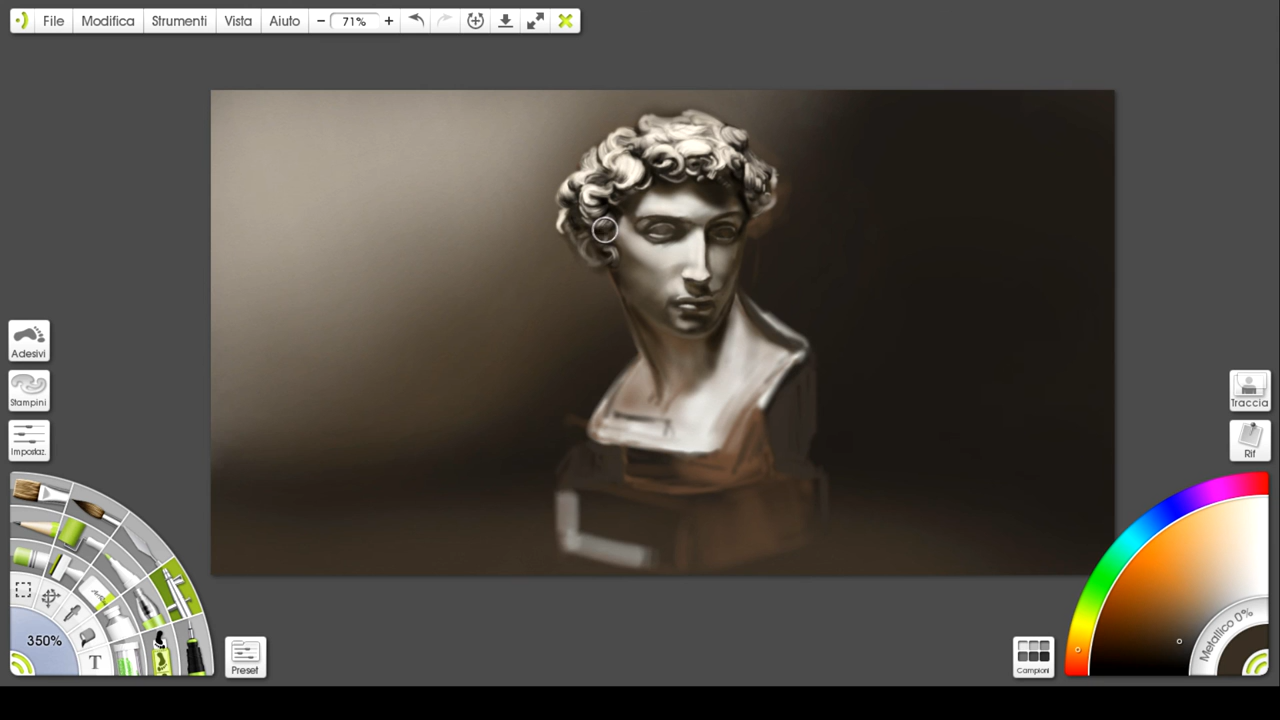 File Modifica Strumenti Vista Aiuto − 71% +
Adesivi
Stampini
Impostaz.
Traccia
Rif
350%
T
Preset
Campioni
Metallico 0%